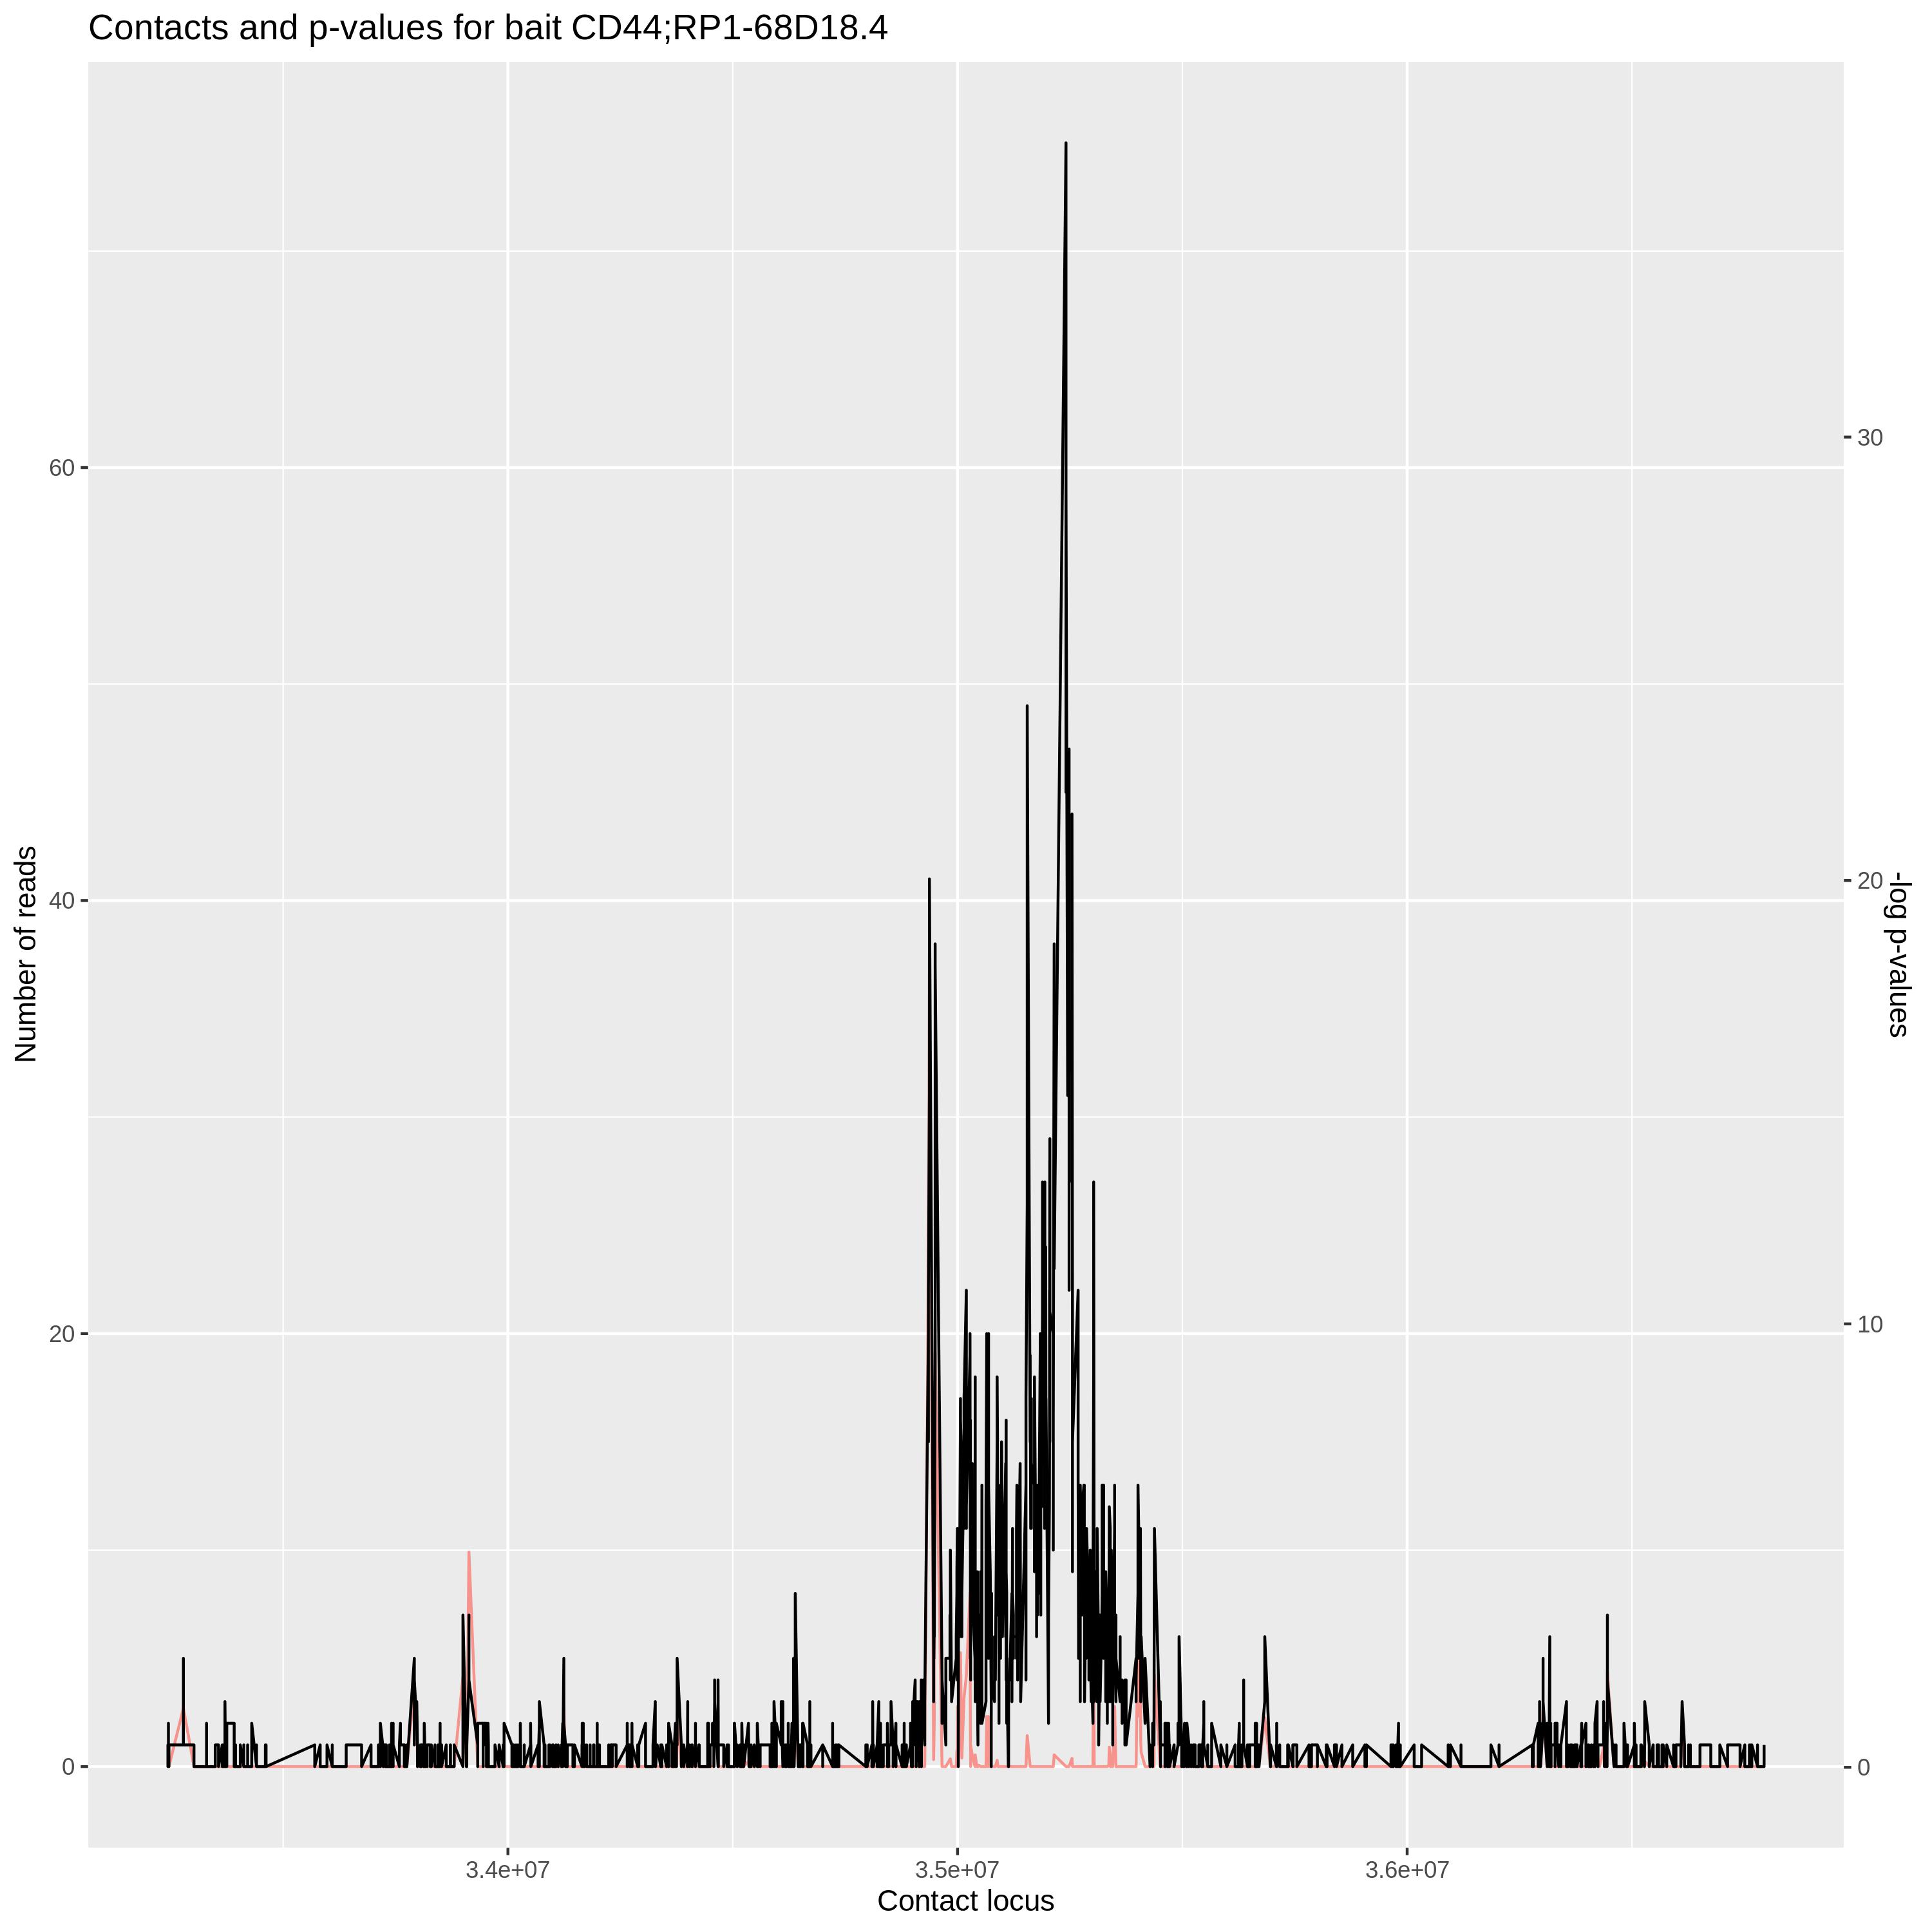 Contacts and p-values for bait CD44;RP1-68D18.4
Number of reads
60
40
20
0
30
20
10
0
-log p-values
3.4e+07
3.5e+07
3.6e+07
Contact locus